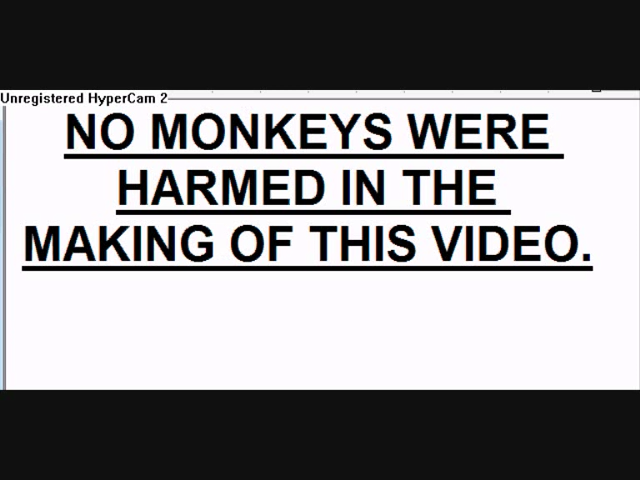 Unregistered HyperCam 2
NO MONKEYS WERE
HARMED IN THE
MAKING OF THIS VIDEO.